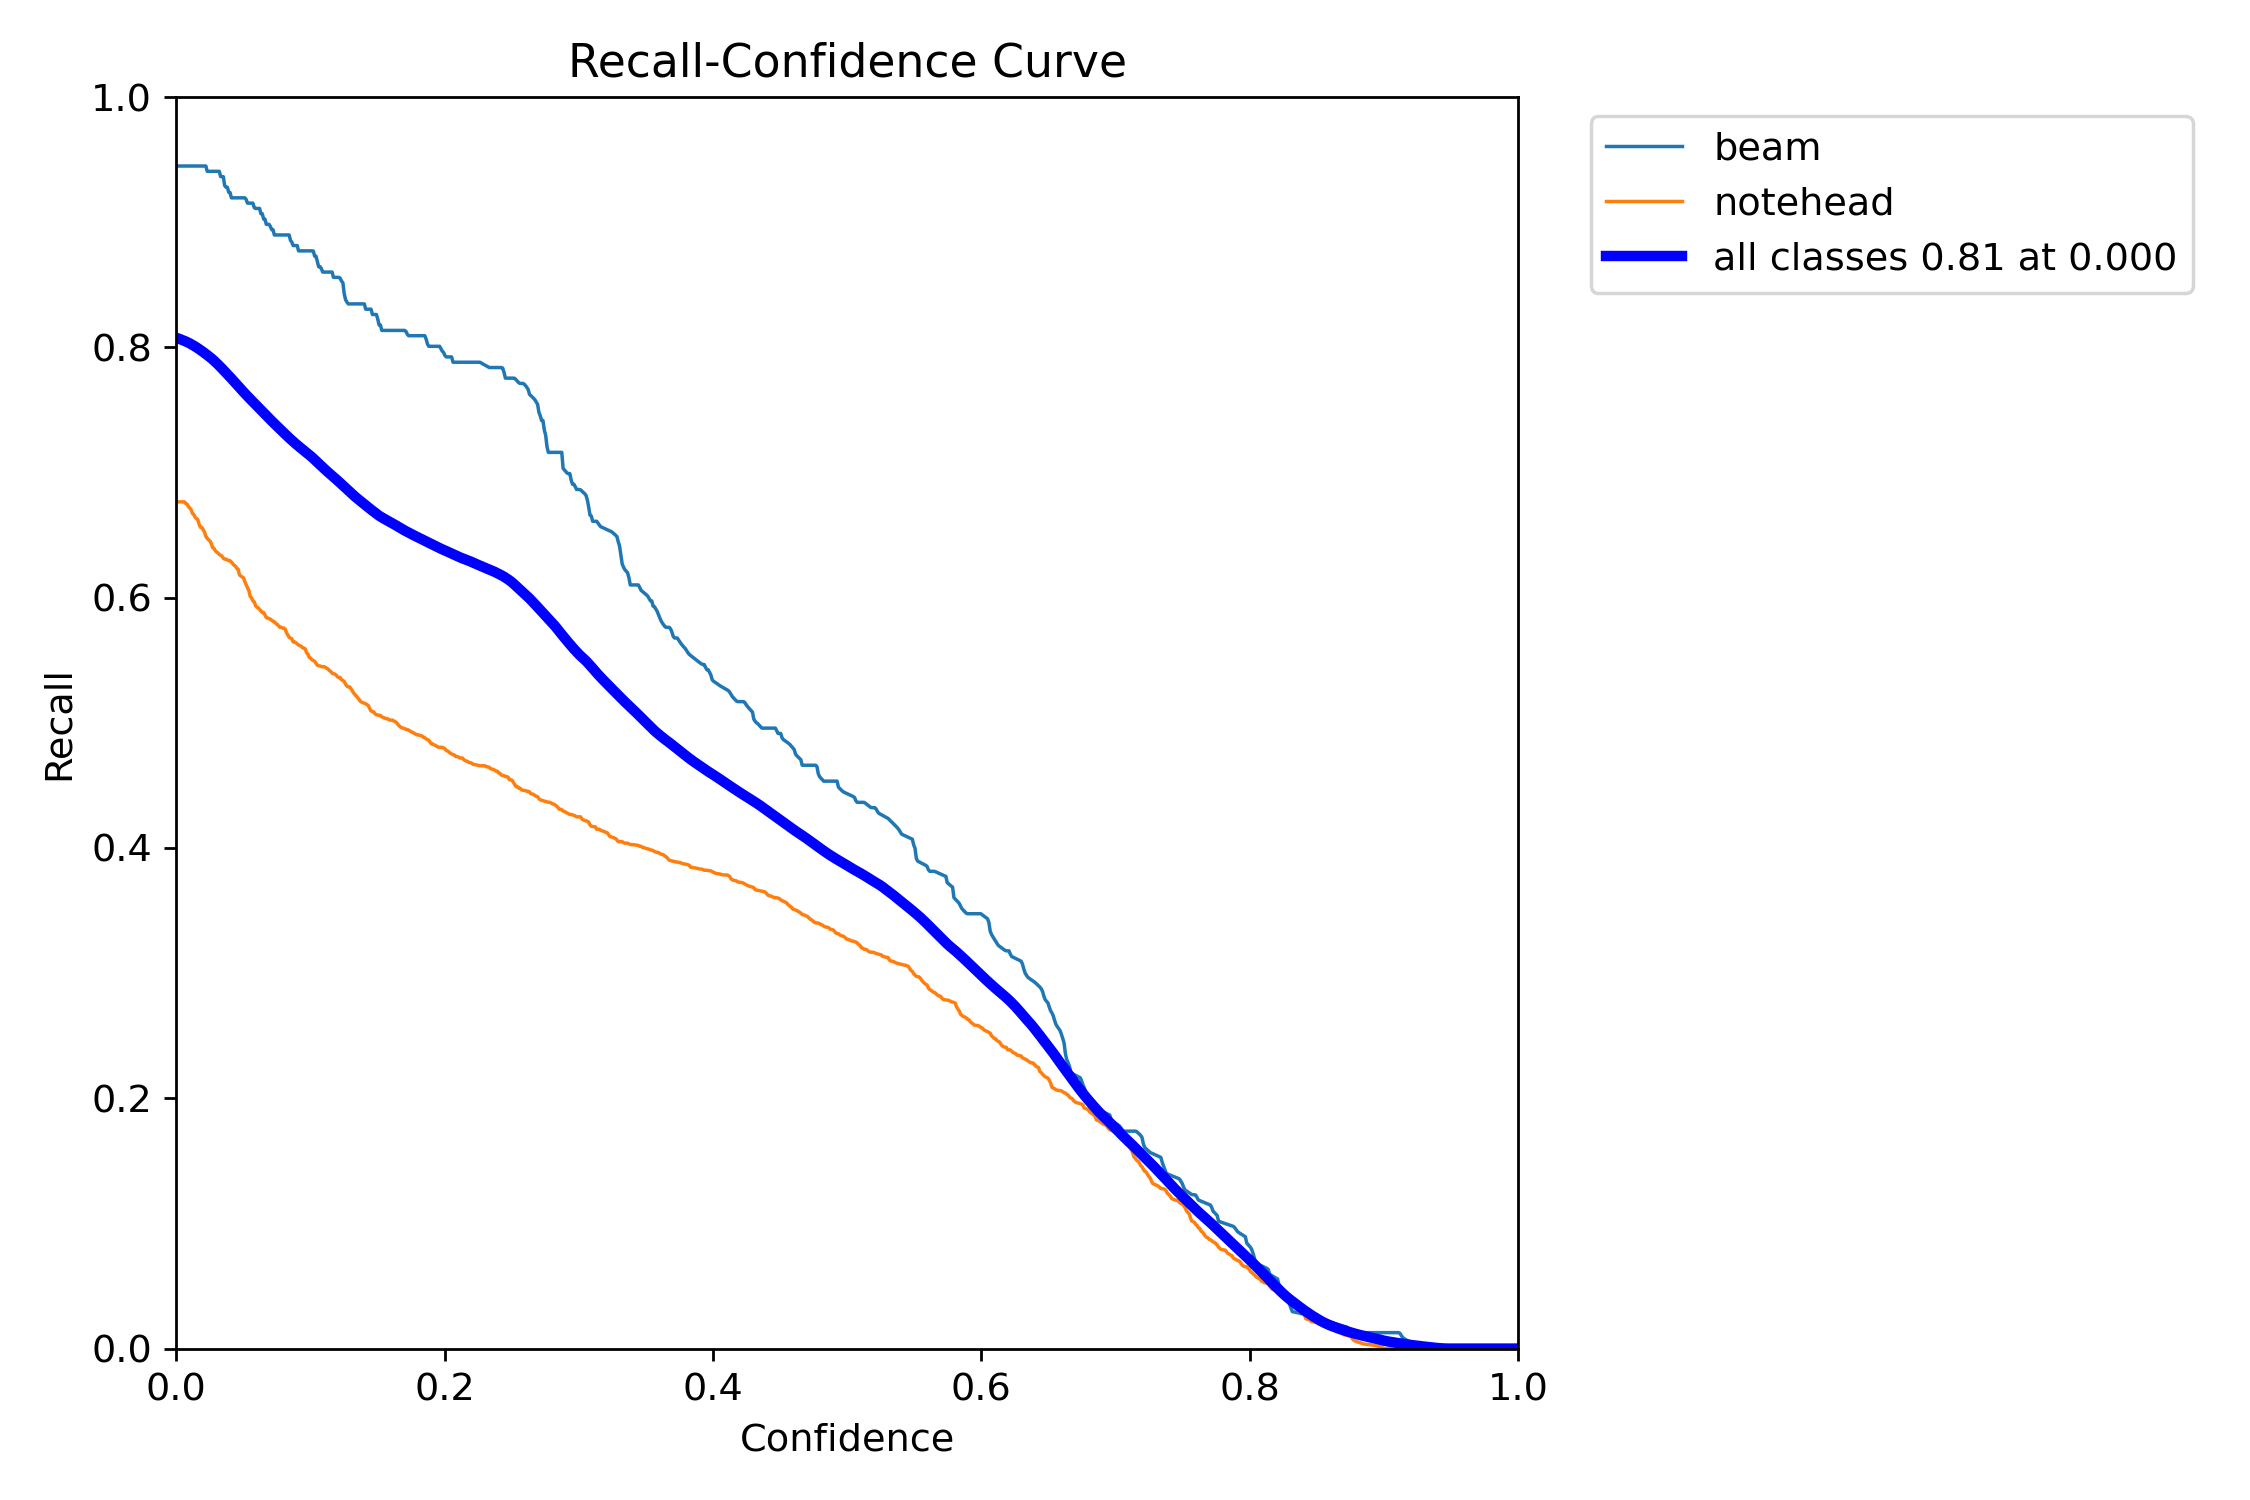 Recall-Confidence Curve
1.0
0.8
0.6
0.4
0.2
0.0
Recall
0.0 0.2 0.4 0.6 0.8 1.0
Confidence
beam
notehead
all classes 0.81 at 0.000